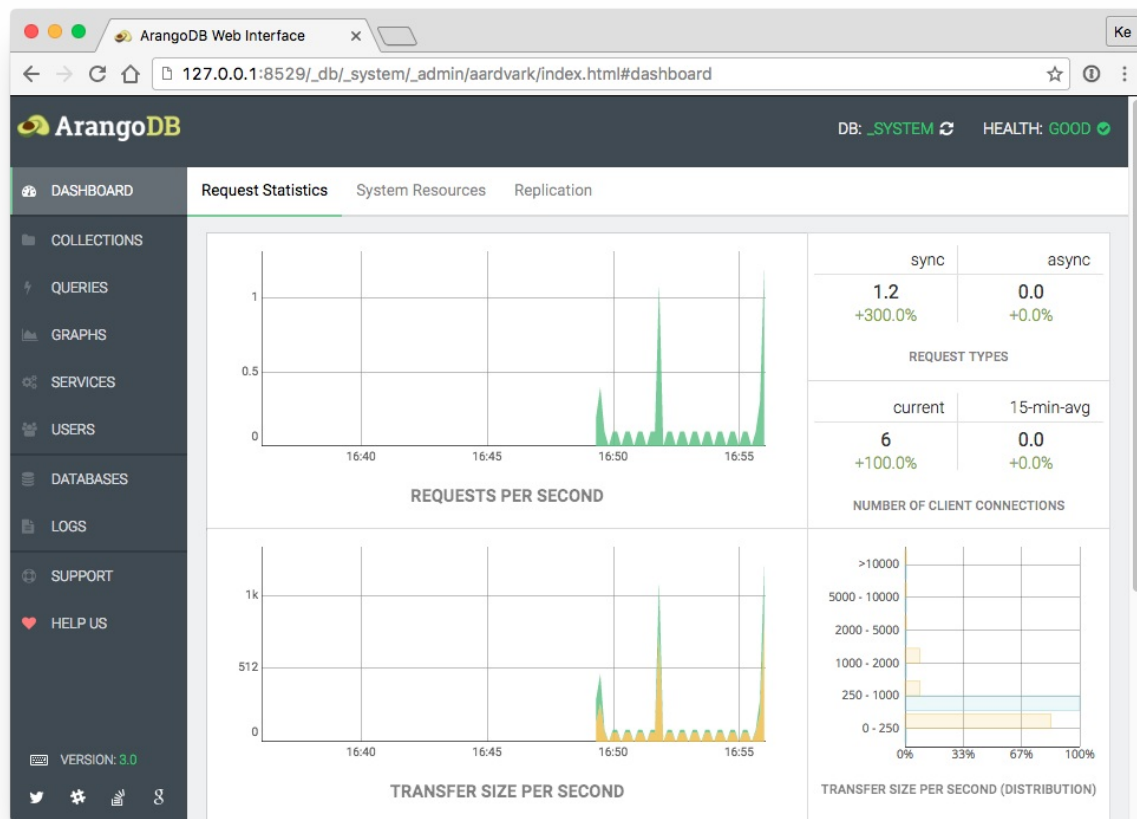 ArangoDB Web Interface
Ke
127.0.0.1:8529/_db/_system/_admin/aardvark/index.html#dashboard
ArangoDB
DB: _SYSTEM HEALTH: GOOD
DASHBOARD
COLLECTIONS
QUERIES
GRAPHS
SERVICES
USERS
DATABASES
LOGS
SUPPORT
HELP US
VERSION: 3.0
Request Statistics System Resources Replication
1
0.5
0
16:40 16:45 16:50 16:55
REQUESTS PER SECOND
sync async
1.2 0.0
+300.0% +0.0%
REQUEST TYPES
current 15-min-avg
6 0.0
+100.0% +0.0%
NUMBER OF CLIENT CONNECTIONS
1k
512
0
16:40 16:45 16:50 16:55
TRANSFER SIZE PER SECOND
>10000
5000 - 10000
2000 - 5000
1000 - 2000
250 - 1000
0 - 250
0% 33% 67% 100%
TRANSFER SIZE PER SECOND (DISTRIBUTION)